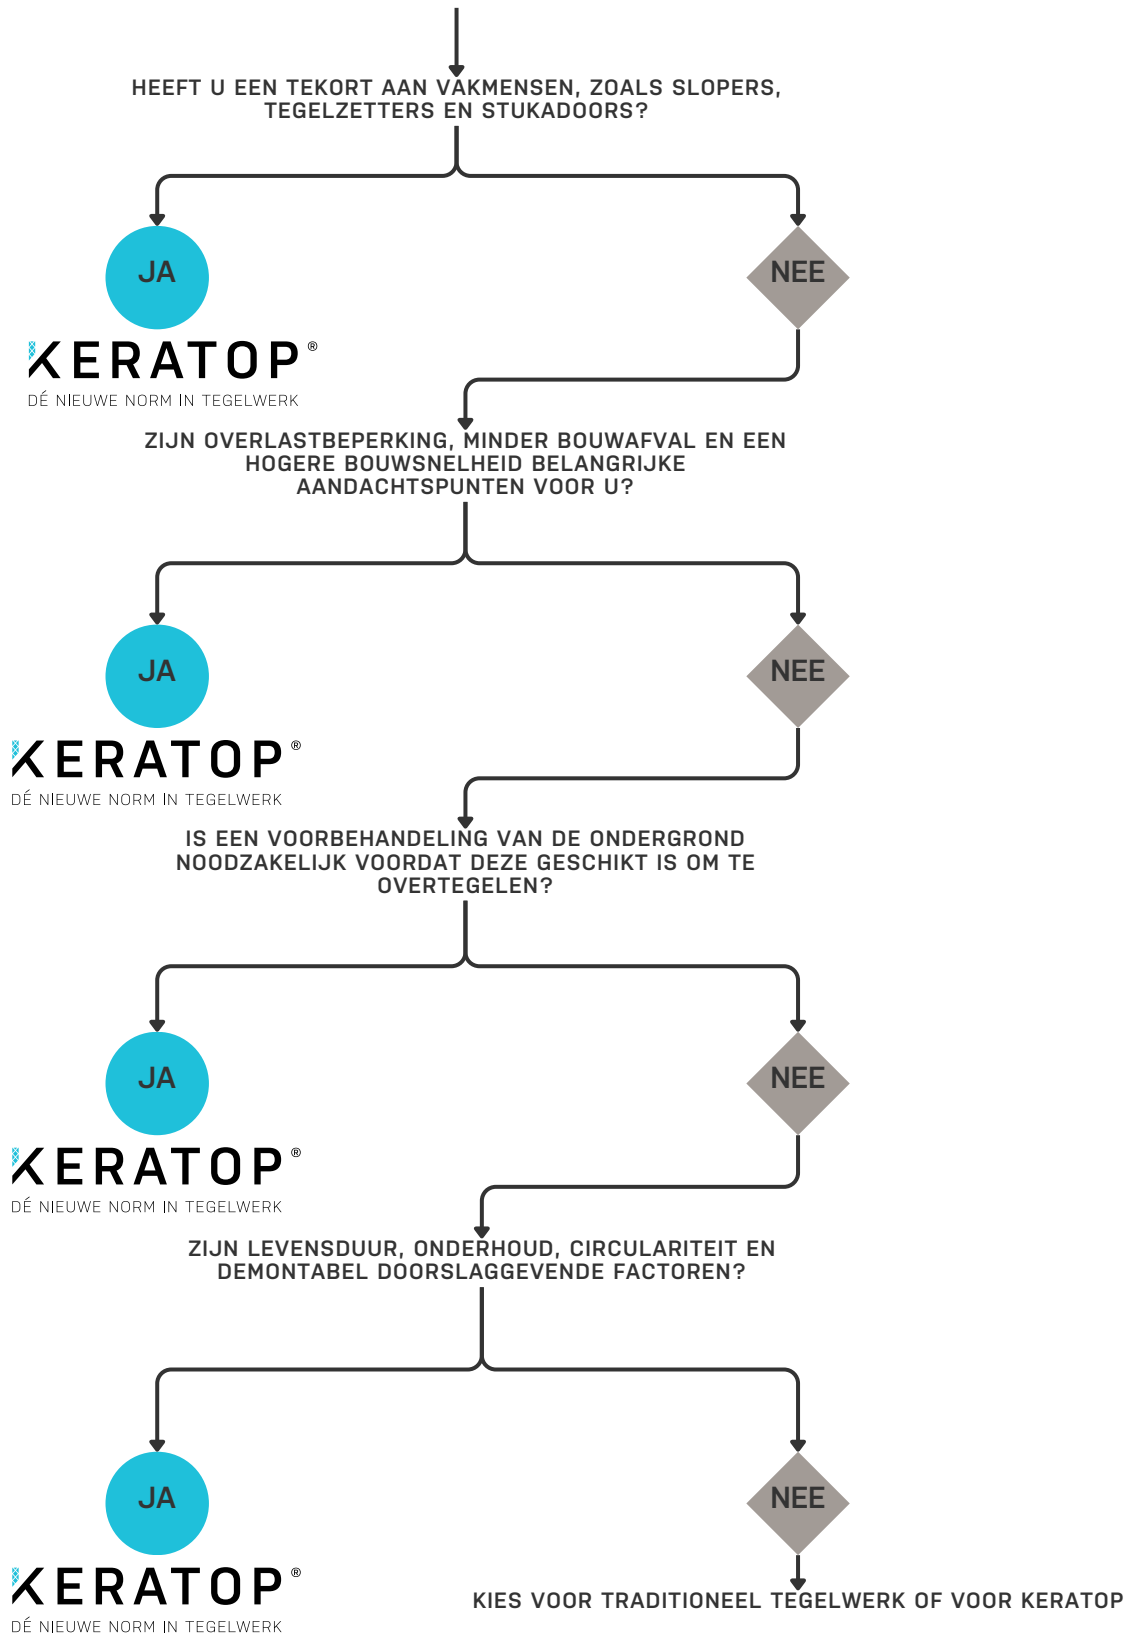 HEEFT U EEN TEKORT AAN VAKMENSEN, ZOALS SLOPERS,
TEGELZETTERS EN STUKADOORS?
JA
NEE
KERATOP®
DÉ NIEUWE NORM IN TEGELWERK
ZIJN OVERLASTBEPERKING, MINDER BOUWAFVAL EN EEN
HOGERE BOUWSNELHEID BELANGRIJKE
AANDACHTSPUNTEN VOOR U?
JA
NEE
KERATOP®
DÉ NIEUWE NORM IN TEGELWERK
IS EEN VOORBEHANDELING VAN DE ONDERGROND
NOODZAKELIJK VOORDAT DEZE GESCHIKT IS OM TE
OVERTEGELEN?
JA
NEE
KERATOP®
DÉ NIEUWE NORM IN TEGELWERK
ZIJN LEVENSDUUR, ONDERHOUD, CIRCULARITEIT EN
DEMONTABEL DOORSLAGGEVENDE FACTOREN?
JA
NEE
KERATOP®
DÉ NIEUWE NORM IN TEGELWERK
KIES VOOR TRADITIONEEL TEGELWERK OF VOOR KERATOP